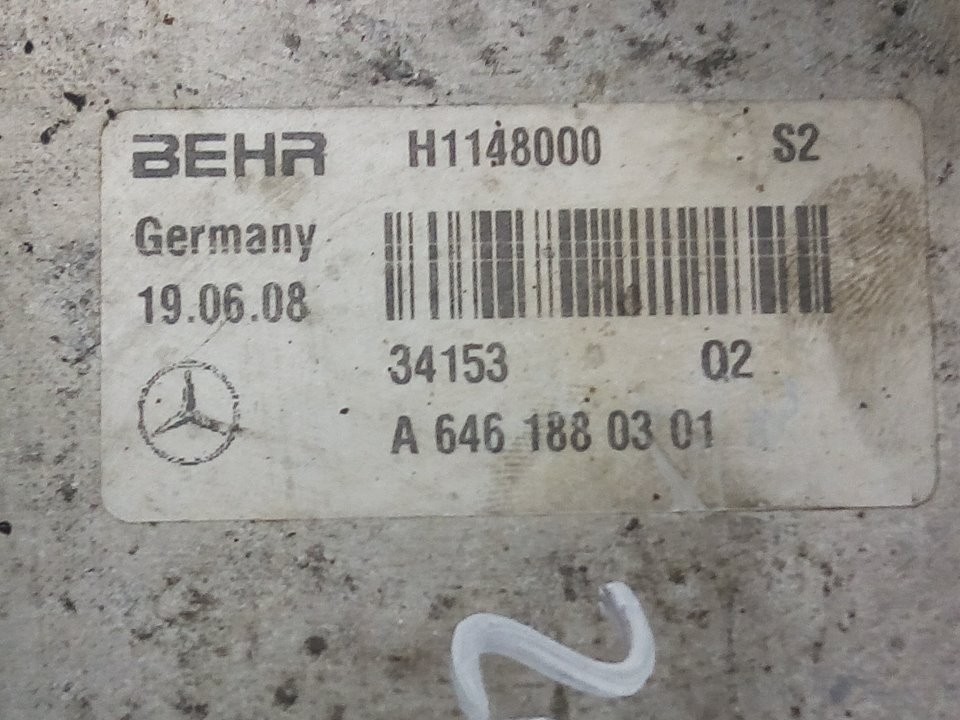 BEHR H1148000 S2
Germany
19.06.08
34153 Q2
A 646 188 03 01